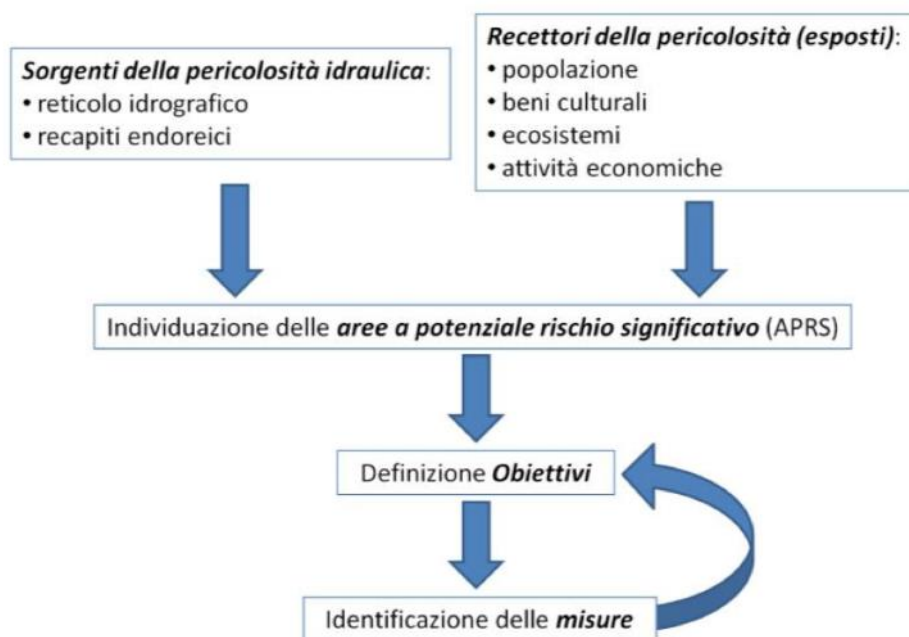 Sorgenti della pericolosità idraulica:
• reticolo idrografico
• recapiti endoreici
Recettori della pericolosità (esposti):
• popolazione
• beni culturali
• ecosistemi
• attività economiche
Individuazione delle aree a potenziale rischio significativo (APRS)
Definizione Obiettivi
Identificazione delle misure